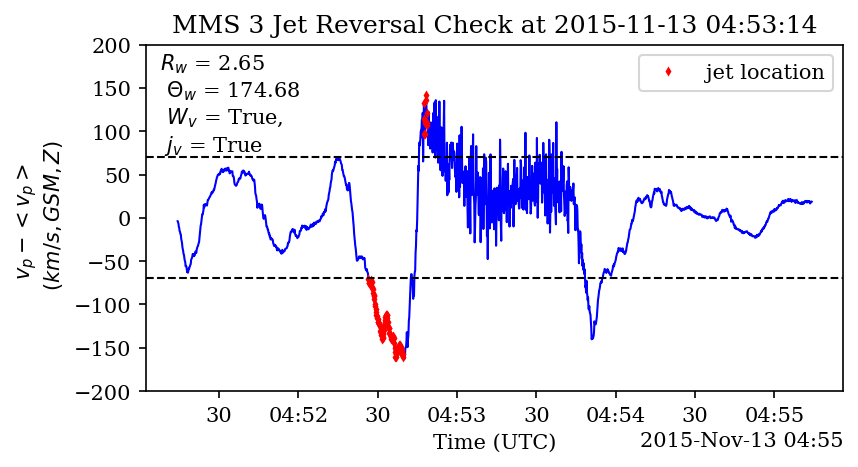 MMS 3 Jet Reversal Check at 2015-11-13 04:53:14
R_w = 2.65
Θ_w = 174.68
W_v = True,
j_v = True
jet location
200
150
100
50
0
−50
−100
−150
−200
v_p − < v_p >
(km/s, GSM, Z)
30 04:52 30 04:53 30 04:54 30 04:55
Time (UTC) 2015-Nov-13 04:55